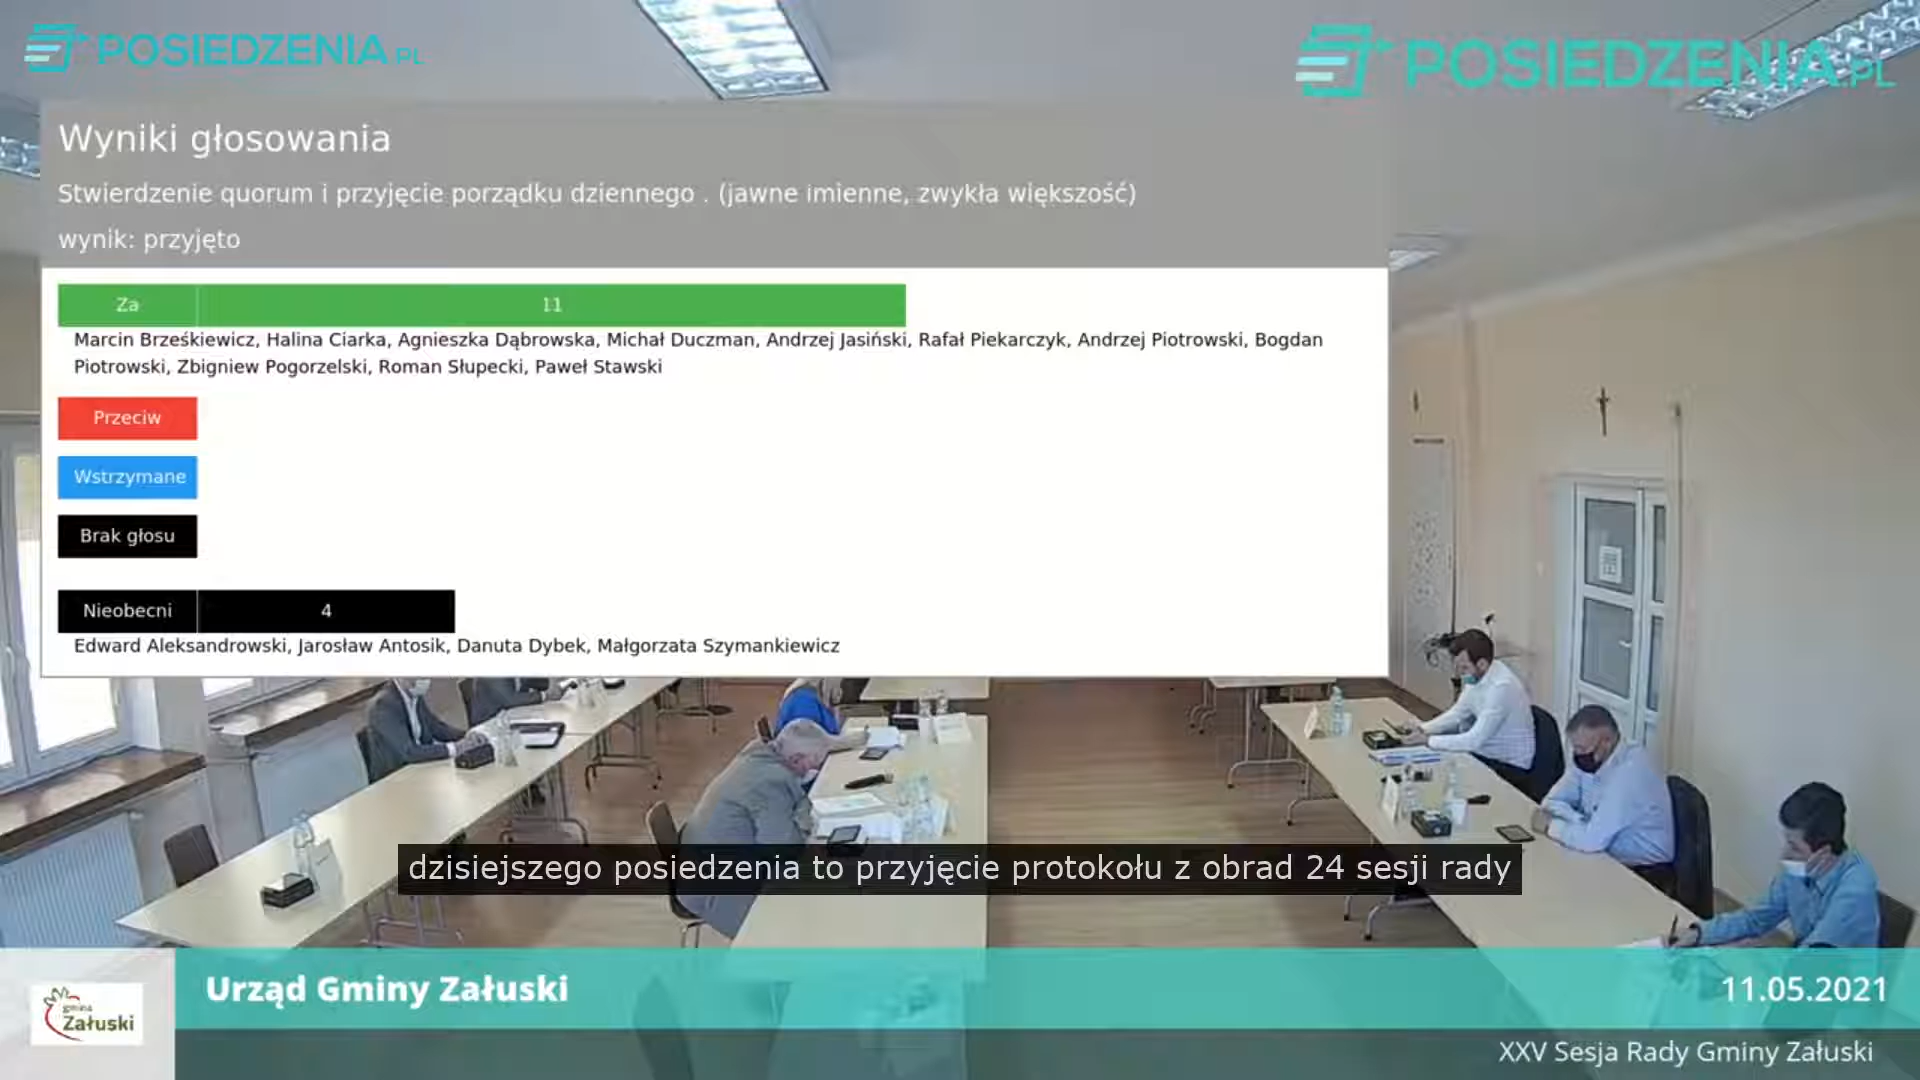 POSIEDZENIA.PL
POSIEDZENIA.PL
Wyniki głosowania
Stwierdzenie quorum i przyjęcie porządku dziennego . (jawne imienne, zwykła większość)
wynik: przyjęto
Za 11
Marcin Brześkiewicz, Halina Ciarka, Agnieszka Dąbrowska, Michał Duczman, Andrzej Jasiński, Rafał Piekarczyk, Andrzej Piotrowski, Bogdan
Piotrowski, Zbigniew Pogorzelski, Roman Słupecki, Paweł Stawski
Przeciw
Wstrzymane
Brak głosu
Nieobecni 4
Edward Aleksandrowski, Jarosław Antosik, Danuta Dybek, Małgorzata Szymankiewicz
dzisiejszego posiedzenia to przyjęcie protokołu z obrad 24 sesji rady
gmina
Załuski
Urząd Gminy Załuski
11.05.2021
XXV Sesja Rady Gminy Załuski